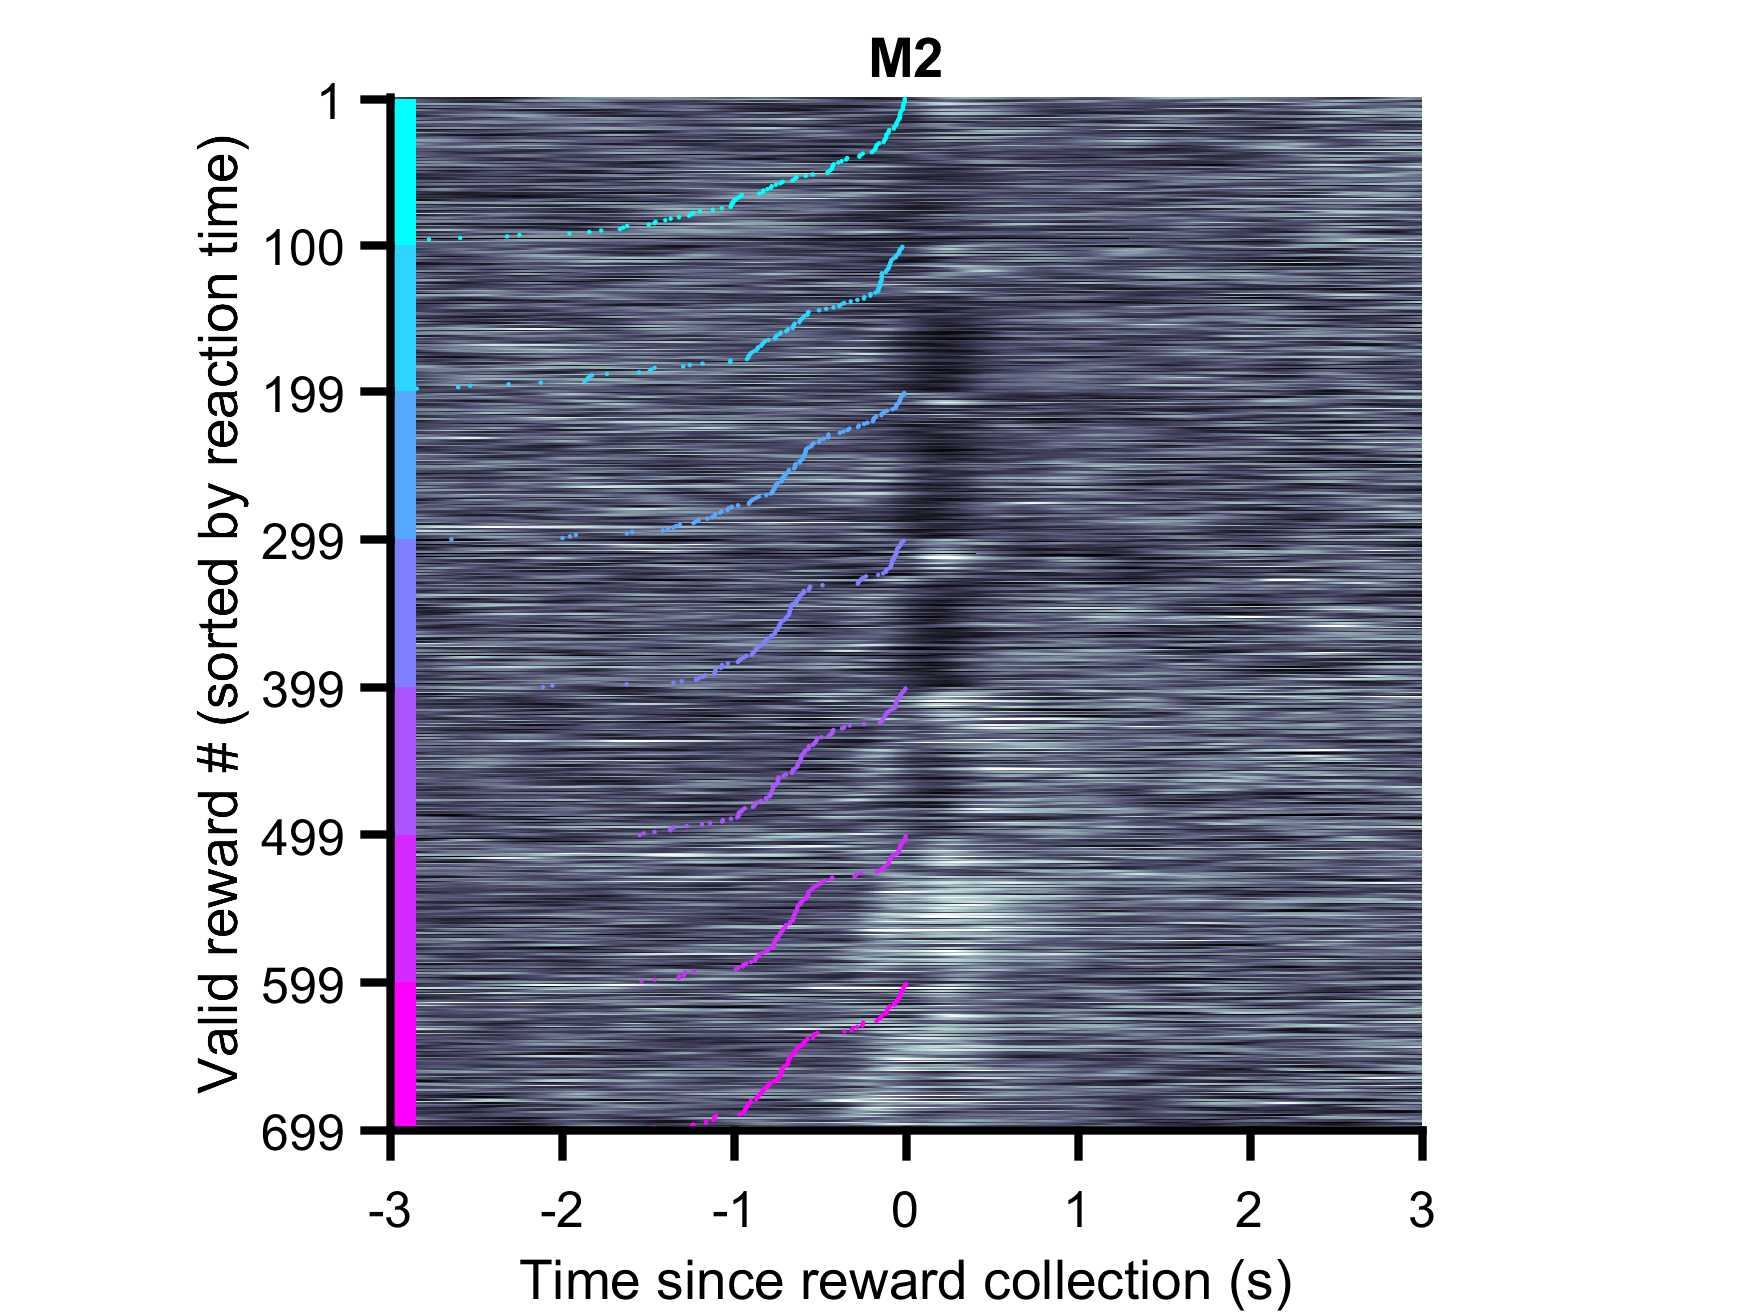 M2
Valid reward # (sorted by reaction time)
1
100
199
299
399
499
599
699
-3 -2 -1 0 1 2 3
Time since reward collection (s)